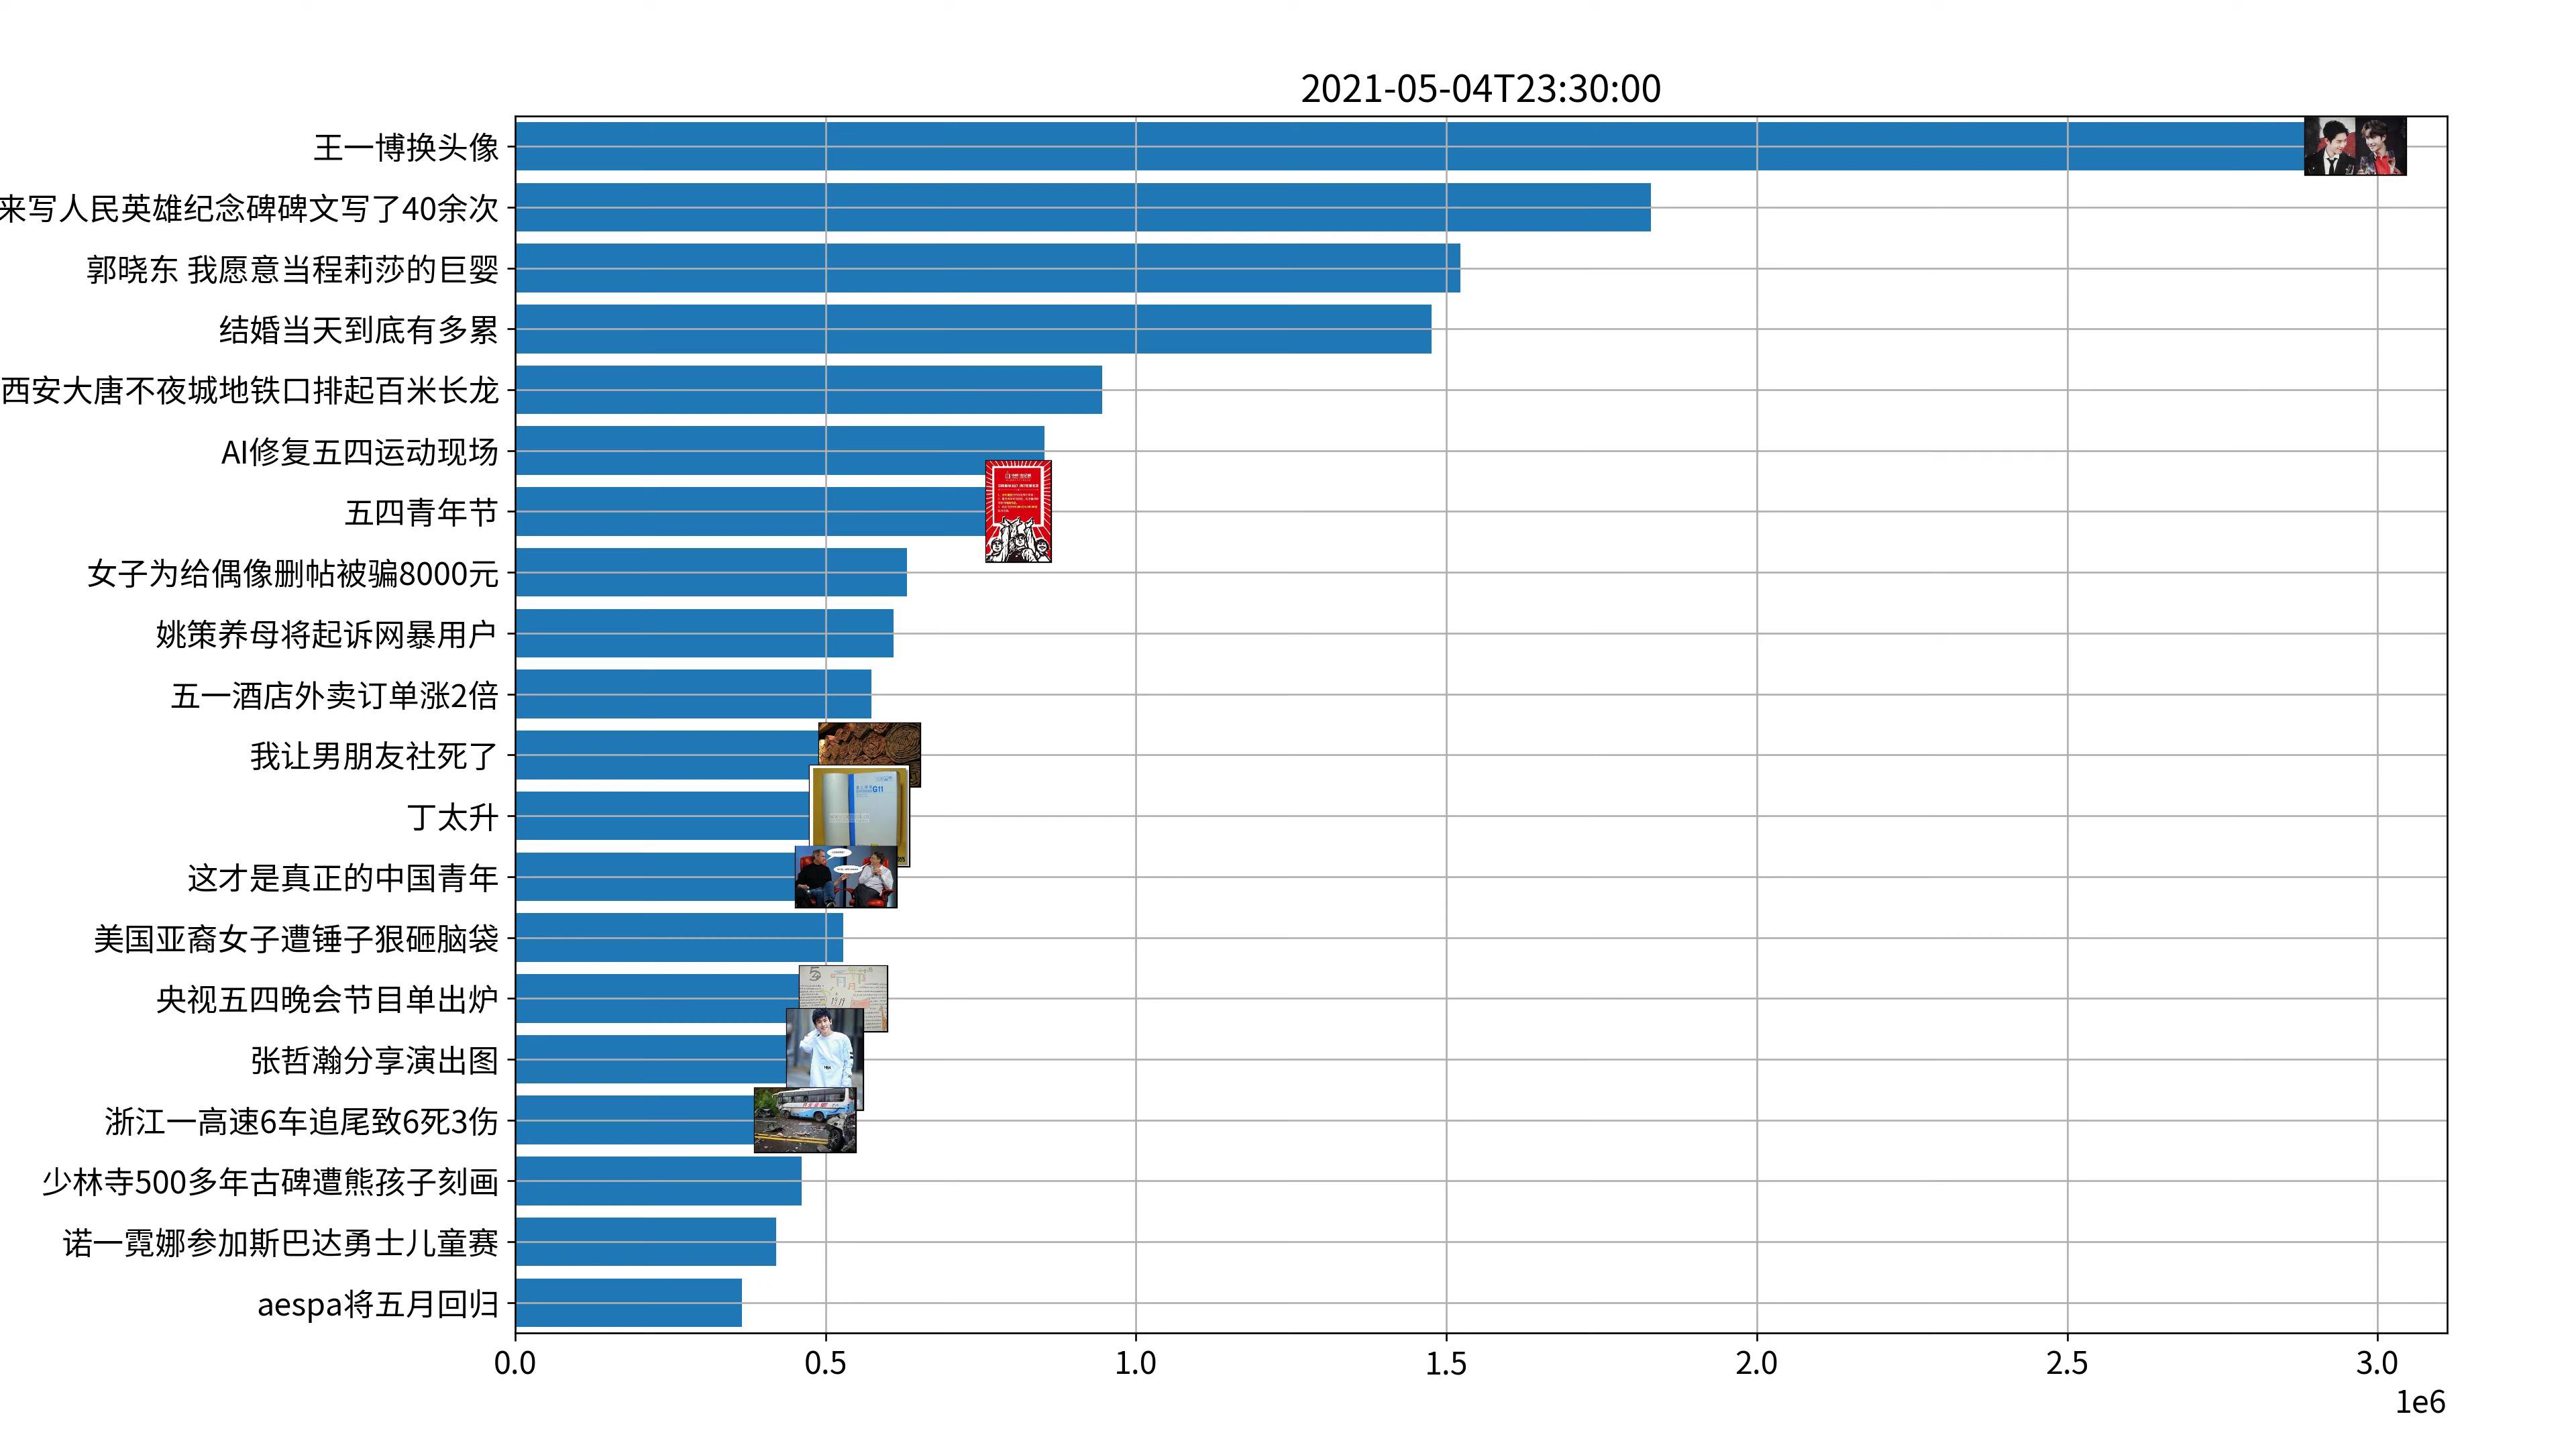 2021-05-04T23:30:00
王一博换头像
来写人民英雄纪念碑碑文写了40余次
郭晓东 我愿意当程莉莎的巨婴
结婚当天到底有多累
西安大唐不夜城地铁口排起百米长龙
AI修复五四运动现场
五四青年节
女子为给偶像删帖被骗8000元
姚策养母将起诉网暴用户
五一酒店外卖订单涨2倍
我让男朋友社死了
丁太升
这才是真正的中国青年
美国亚裔女子遭锤子狠砸脑袋
央视五四晚会节目单出炉
张哲瀚分享演出图
浙江一高速6车追尾致6死3伤
少林寺500多年古碑遭熊孩子刻画
诺一霓娜参加斯巴达勇士儿童赛
aespa将五月回归
0.0 0.5 1.0 1.5 2.0 2.5 3.0
1e6
G11